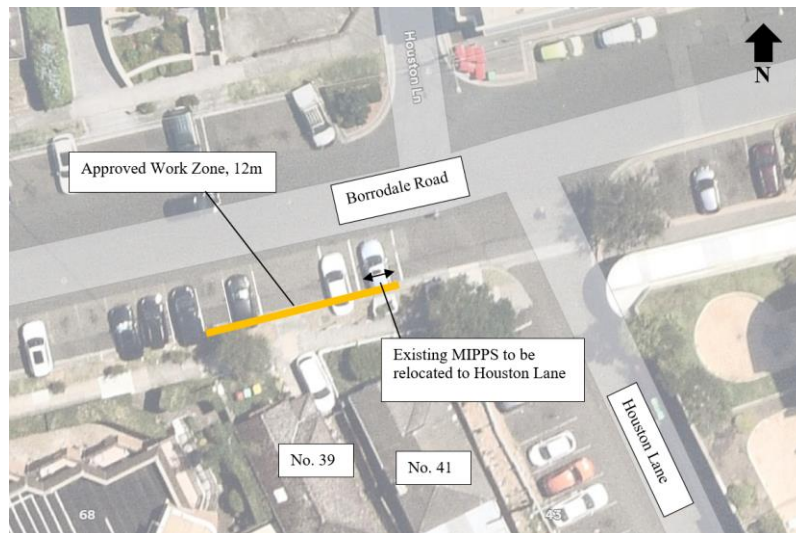 Houston Ln
N
Approved Work Zone, 12m
Borrodale Road
Existing MIPPS to be
relocated to Houston Lane
Houston Lane
No. 39
No. 41
68
43